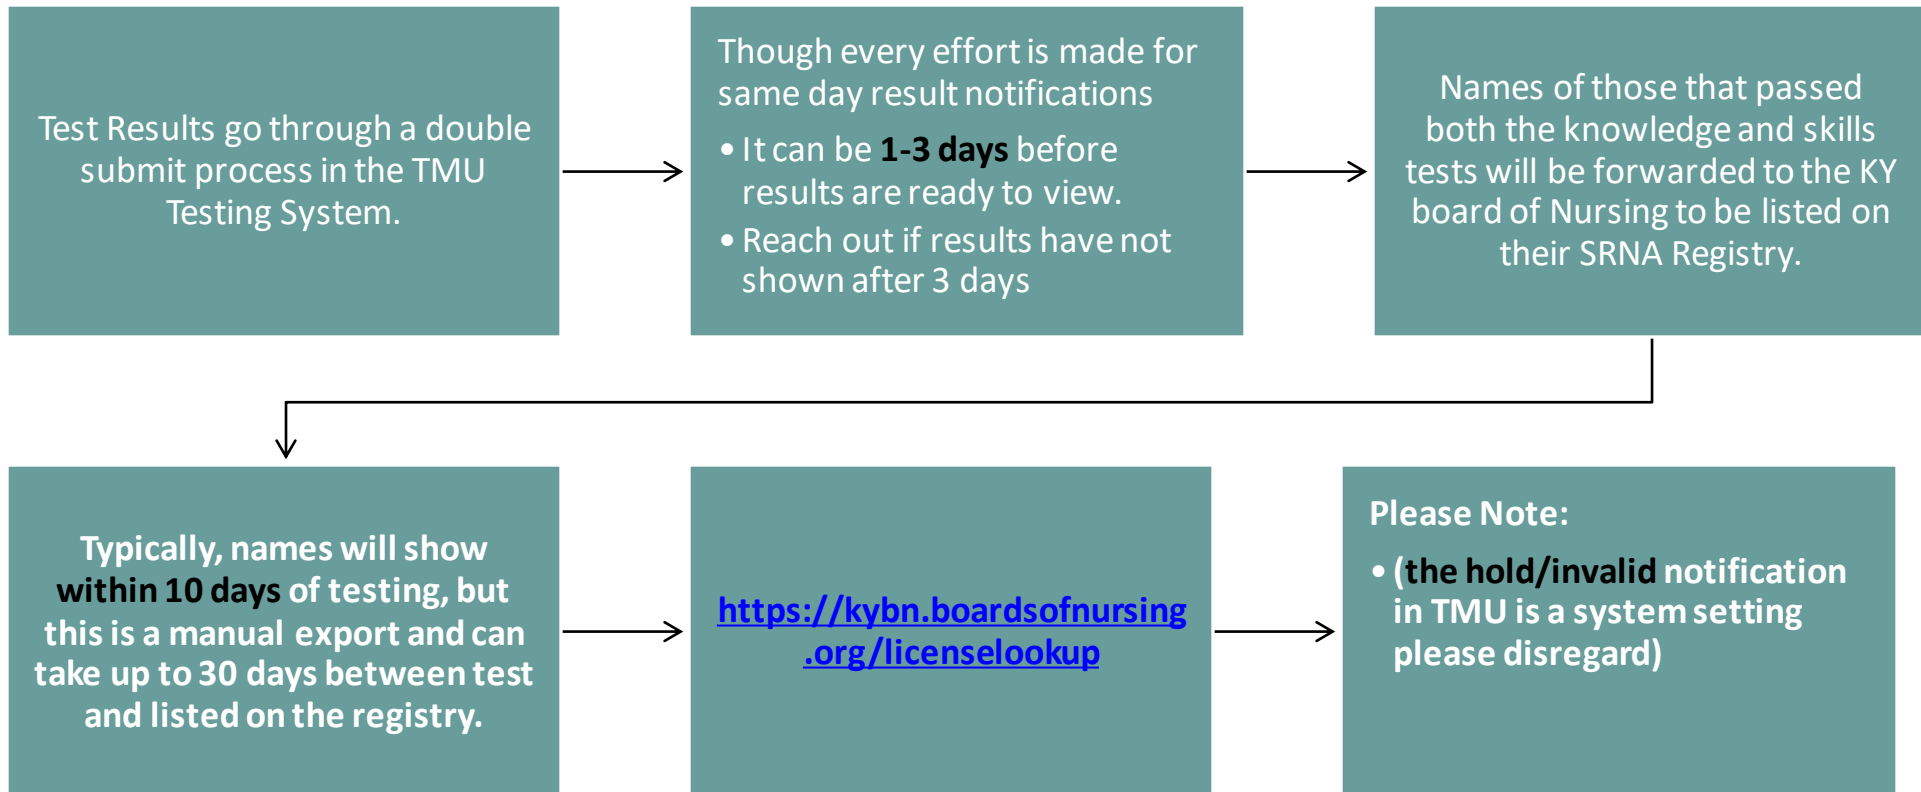 Test Results go through a double
submit process in the TMU
Testing System.
Though every effort is made for
same day result notifications
• It can be 1-3 days before
results are ready to view.
• Reach out if results have not
shown after 3 days
Names of those that passed
both the knowledge and skills
tests will be forwarded to the KY
board of Nursing to be listed on
their SRNA Registry.
Typically, names will show
within 10 days of testing, but
this is a manual export and can
take up to 30 days between test
and listed on the registry.
https://kybn.boardsofnursing
.org/licenselookup
Please Note:
• (the hold/invalid notification
in TMU is a system setting
please disregard)